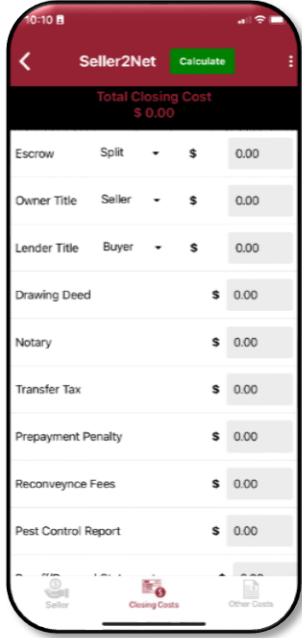 10:10
Seller2Net Calculate
Total Closing Cost
$ 0.00
Escrow Split $ 0.00
Owner Title Seller $ 0.00
Lender Title Buyer $ 0.00
Drawing Deed $ 0.00
Notary $ 0.00
Transfer Tax $ 0.00
Prepayment Penalty $ 0.00
Reconveynce Fees $ 0.00
Pest Control Report $ 0.00
Seller Closing Costs Other Costs